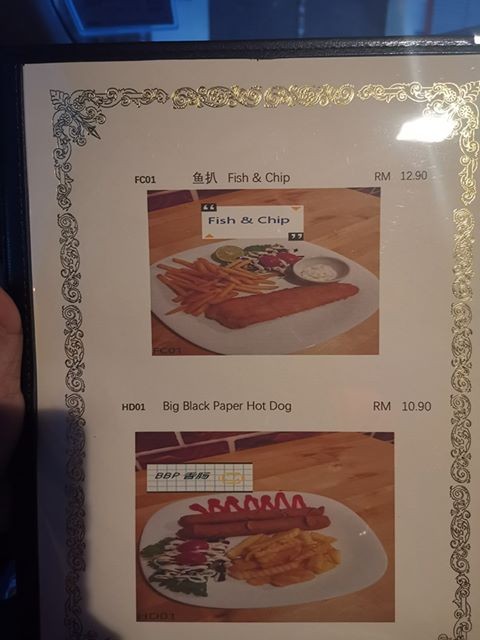 FC01 鱼扒 Fish & Chip RM 12.90
Fish & Chip
FC01
HD01 Big Black Paper Hot Dog RM 10.90
BBP 香肠
HD01